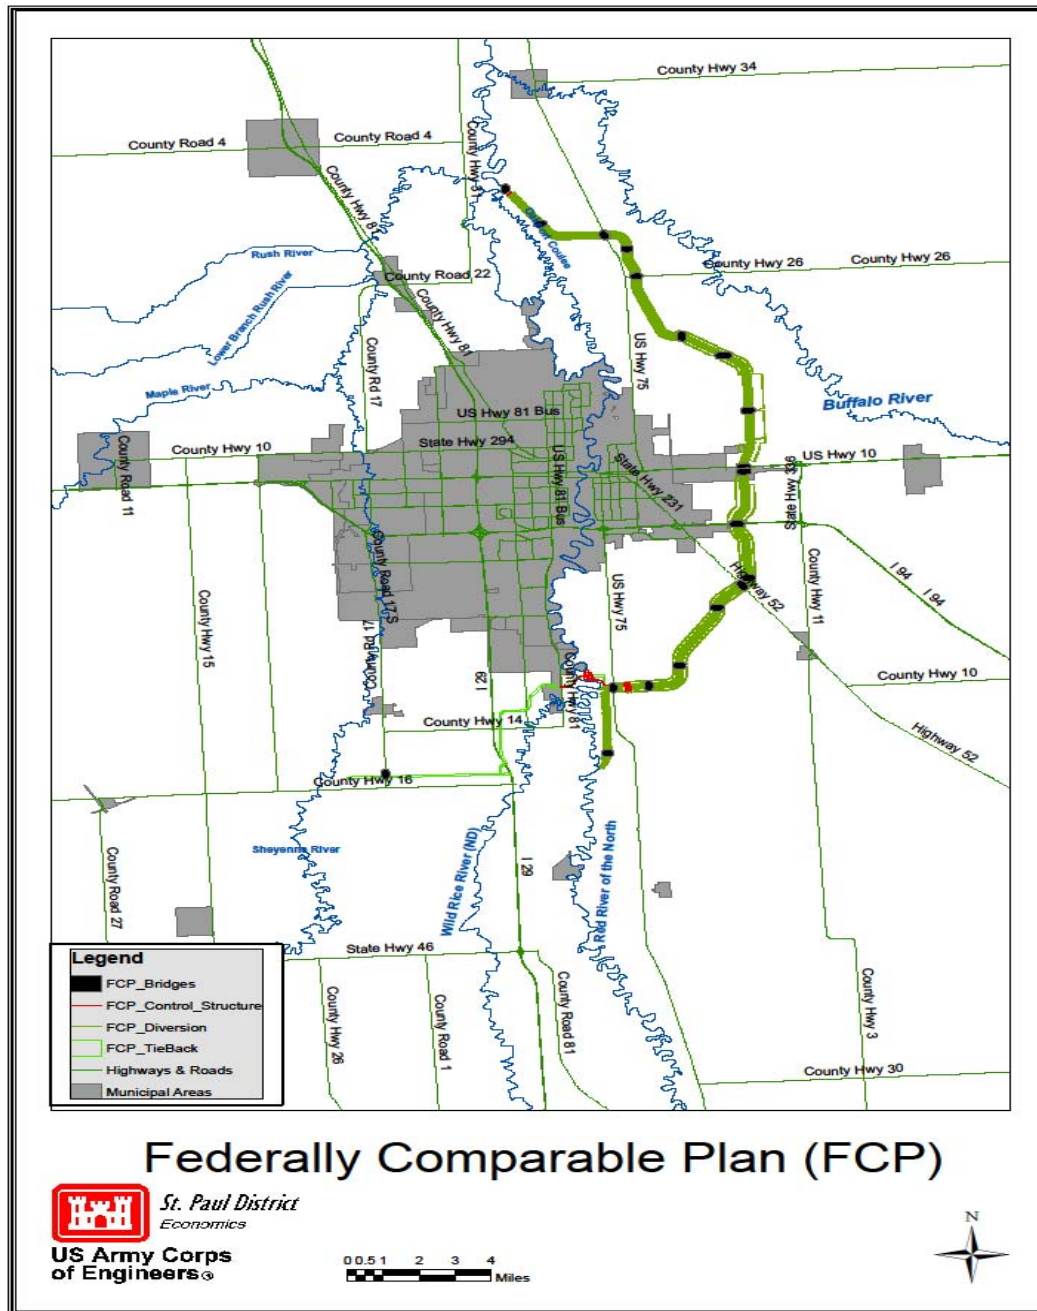 County Hwy 34
County Road 4
County Road 4
County Hwy 31
County Hwy 81
Rush River
County Road 22
County Hwy 26
County Hwy 26
Lower Branch Rush River
County Hwy 81
County Rd 17
US Hwy 75
Maple River
Buffalo River
US Hwy 81 Bus
State Hwy 294
County Hwy 10
County Road 11
US Hwy 10
State Hwy 336
State Hwy 231
US Hwy 81 Bus
County Road 17 S
I 94
I 94
Highway 52
US Hwy 75
County Hwy 11
County Hwy 15
County Rd 17
I 29
County Hwy 81
County Hwy 10
County Hwy 14
Highway 52
County Hwy 16
Sheyenne River
Wild Rice River (ND)
I 29
Red River of the North
County Road 27
State Hwy 46
County Hwy 26
County Road 1
County Road 81
County Hwy 3
County Hwy 30
Legend
FCP_Bridges
FCP_Control_Structure
FCP_Diversion
FCP_TieBack
Highways & Roads
Municipal Areas
Federally Comparable Plan (FCP)
St. Paul District
Economics
US Army Corps
of Engineers®
N
0 0.5 1 2 3 4
Miles